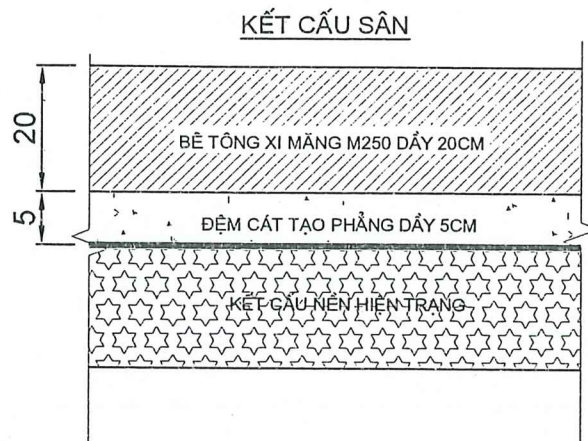 KẾT CẤU SÂN
20
BÊ TÔNG XI MĂNG M250 DẦY 20CM
5
ĐỆM CÁT TẠO PHẲNG DẦY 5CM
KẾT CẤU NỀN HIỆN TRẠNG